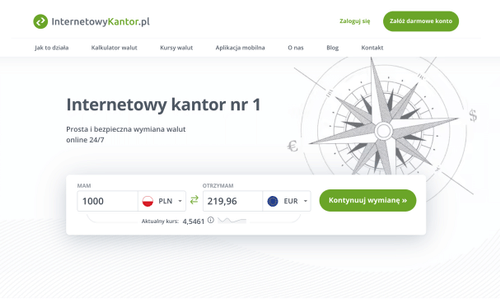 InternetowyKantor.pl
Zaloguj się
Załóż darmowe konto
Jak to działa
Kalkulator walut
Kursy walut
Aplikacja mobilna
O nas
Blog
Kontakt
Internetowy kantor nr 1
Prosta i bezpieczna wymiana walut
online 24/7
MAM
OTRZYMAM
1000
PLN
219,96
EUR
Kontynuuj wymianę »
Aktualny kurs: 4,5461
€
$